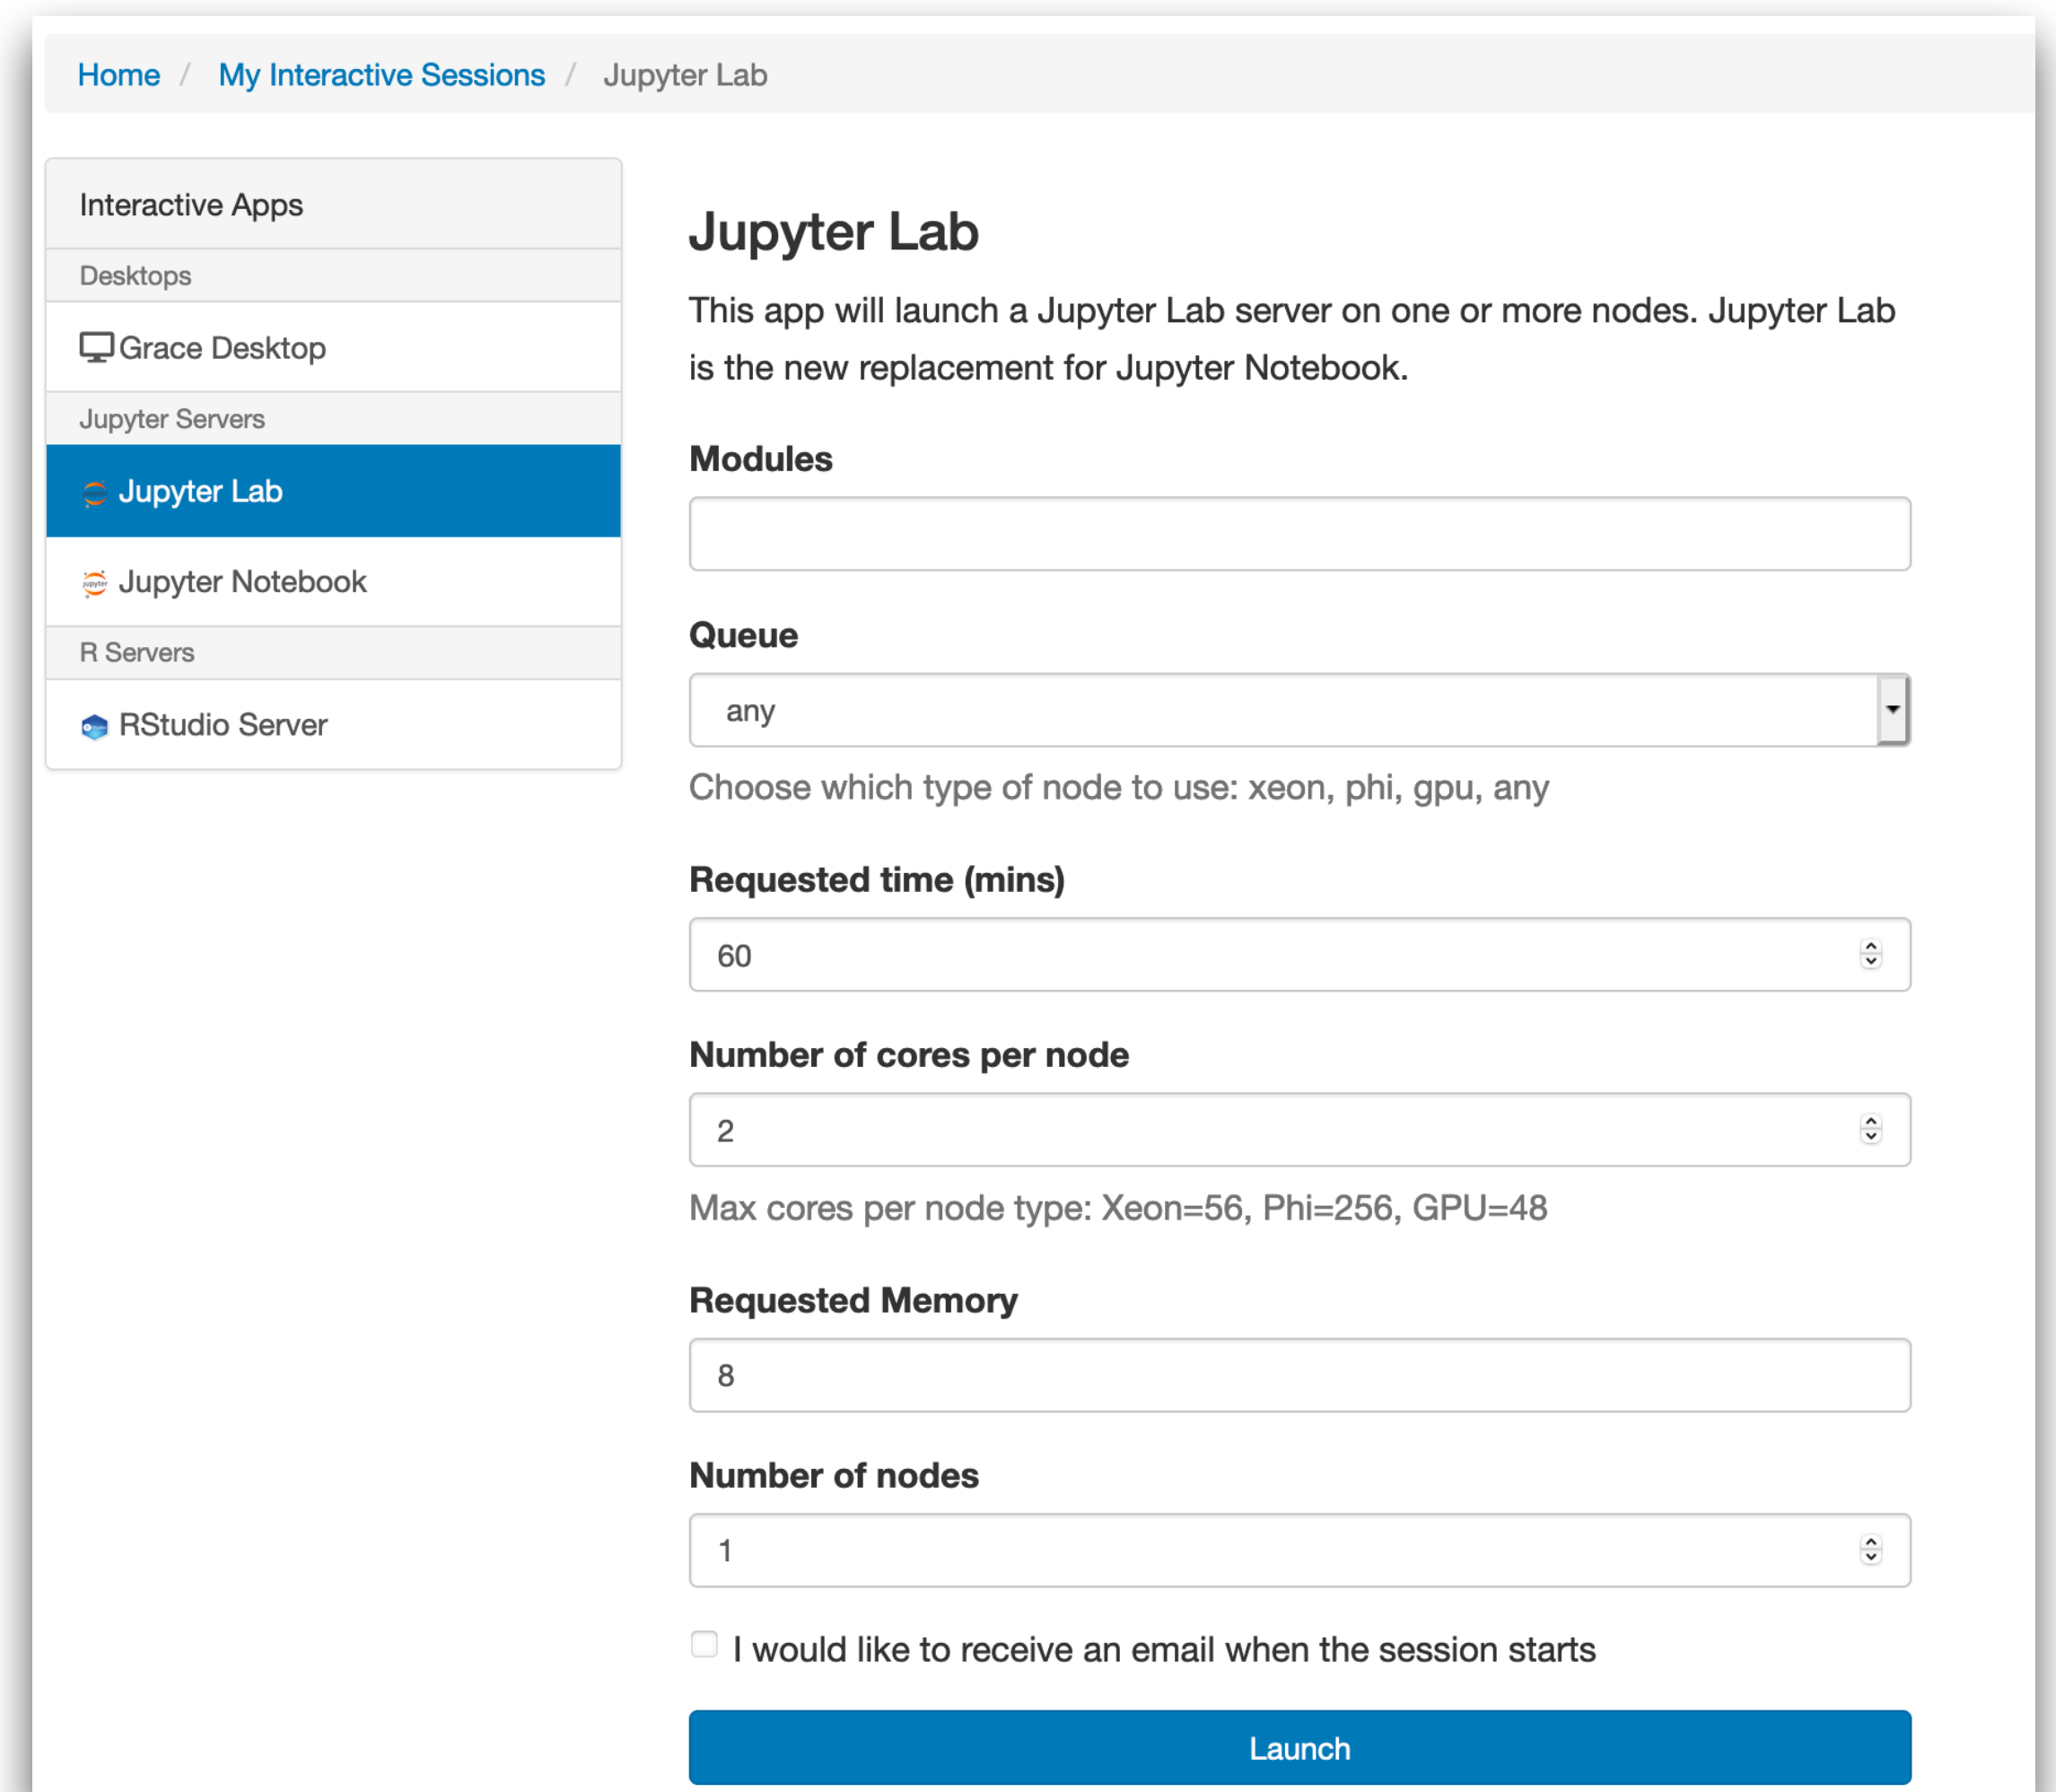 Home / My Interactive Sessions / Jupyter Lab
Interactive Apps
Desktops
Grace Desktop
Jupyter Servers
Jupyter Lab
Jupyter Notebook
R Servers
RStudio Server
Jupyter Lab
This app will launch a Jupyter Lab server on one or more nodes. Jupyter Lab
is the new replacement for Jupyter Notebook.
Modules
Queue
any
Choose which type of node to use: xeon, phi, gpu, any
Requested time (mins)
60
Number of cores per node
2
Max cores per node type: Xeon=56, Phi=256, GPU=48
Requested Memory
8
Number of nodes
1
I would like to receive an email when the session starts
Launch